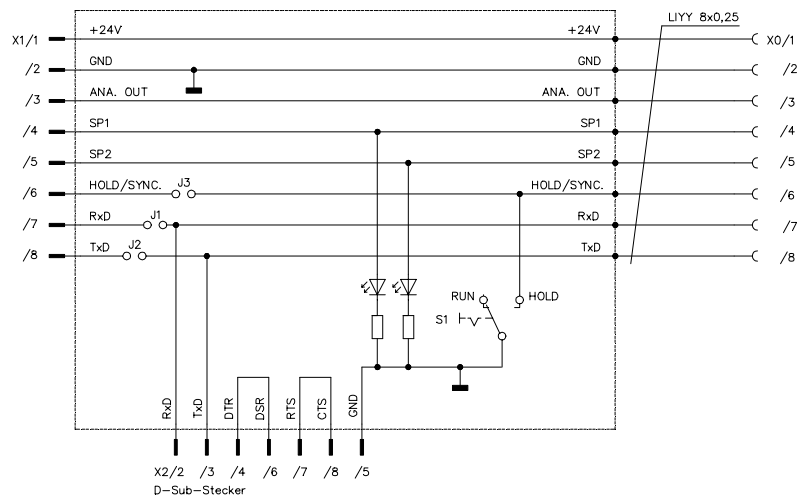 LIYY 8x0,25
X1/1 +24V +24V X0/1
/2 GND GND /2
/3 ANA. OUT ANA. OUT /3
/4 SP1 SP1 /4
/5 SP2 SP2 /5
/6 HOLD/SYNC. J3 HOLD/SYNC. /6
/7 RxD J1 RxD /7
/8 TxD J2 TxD /8
RUN HOLD
S1
RxD TxD DTR DSR RTS CTS GND
X2/2 /3 /4 /6 /7 /8 /5
D-Sub-Stecker